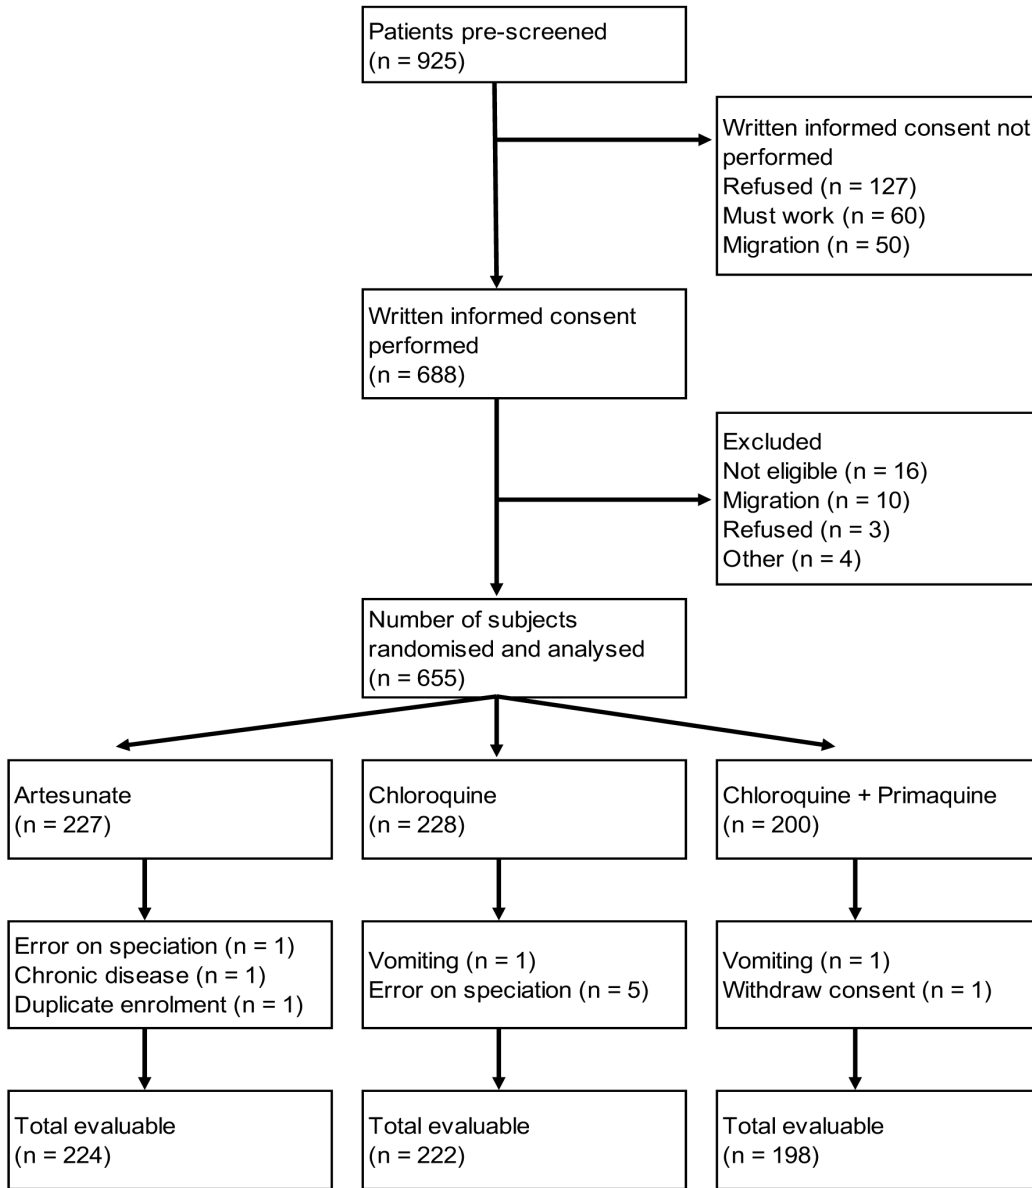 Patients pre-screened
(n = 925)
Written informed consent not
performed
Refused (n = 127)
Must work (n = 60)
Migration (n = 50)
Written informed consent
performed
(n = 688)
Excluded
Not eligible (n = 16)
Migration (n = 10)
Refused (n = 3)
Other (n = 4)
Number of subjects
randomised and analysed
(n = 655)
Artesunate
(n = 227)
Chloroquine
(n = 228)
Chloroquine + Primaquine
(n = 200)
Error on speciation (n = 1)
Chronic disease (n = 1)
Duplicate enrolment (n = 1)
Vomiting (n = 1)
Error on speciation (n = 5)
Vomiting (n = 1)
Withdraw consent (n = 1)
Total evaluable
(n = 224)
Total evaluable
(n = 222)
Total evaluable
(n = 198)